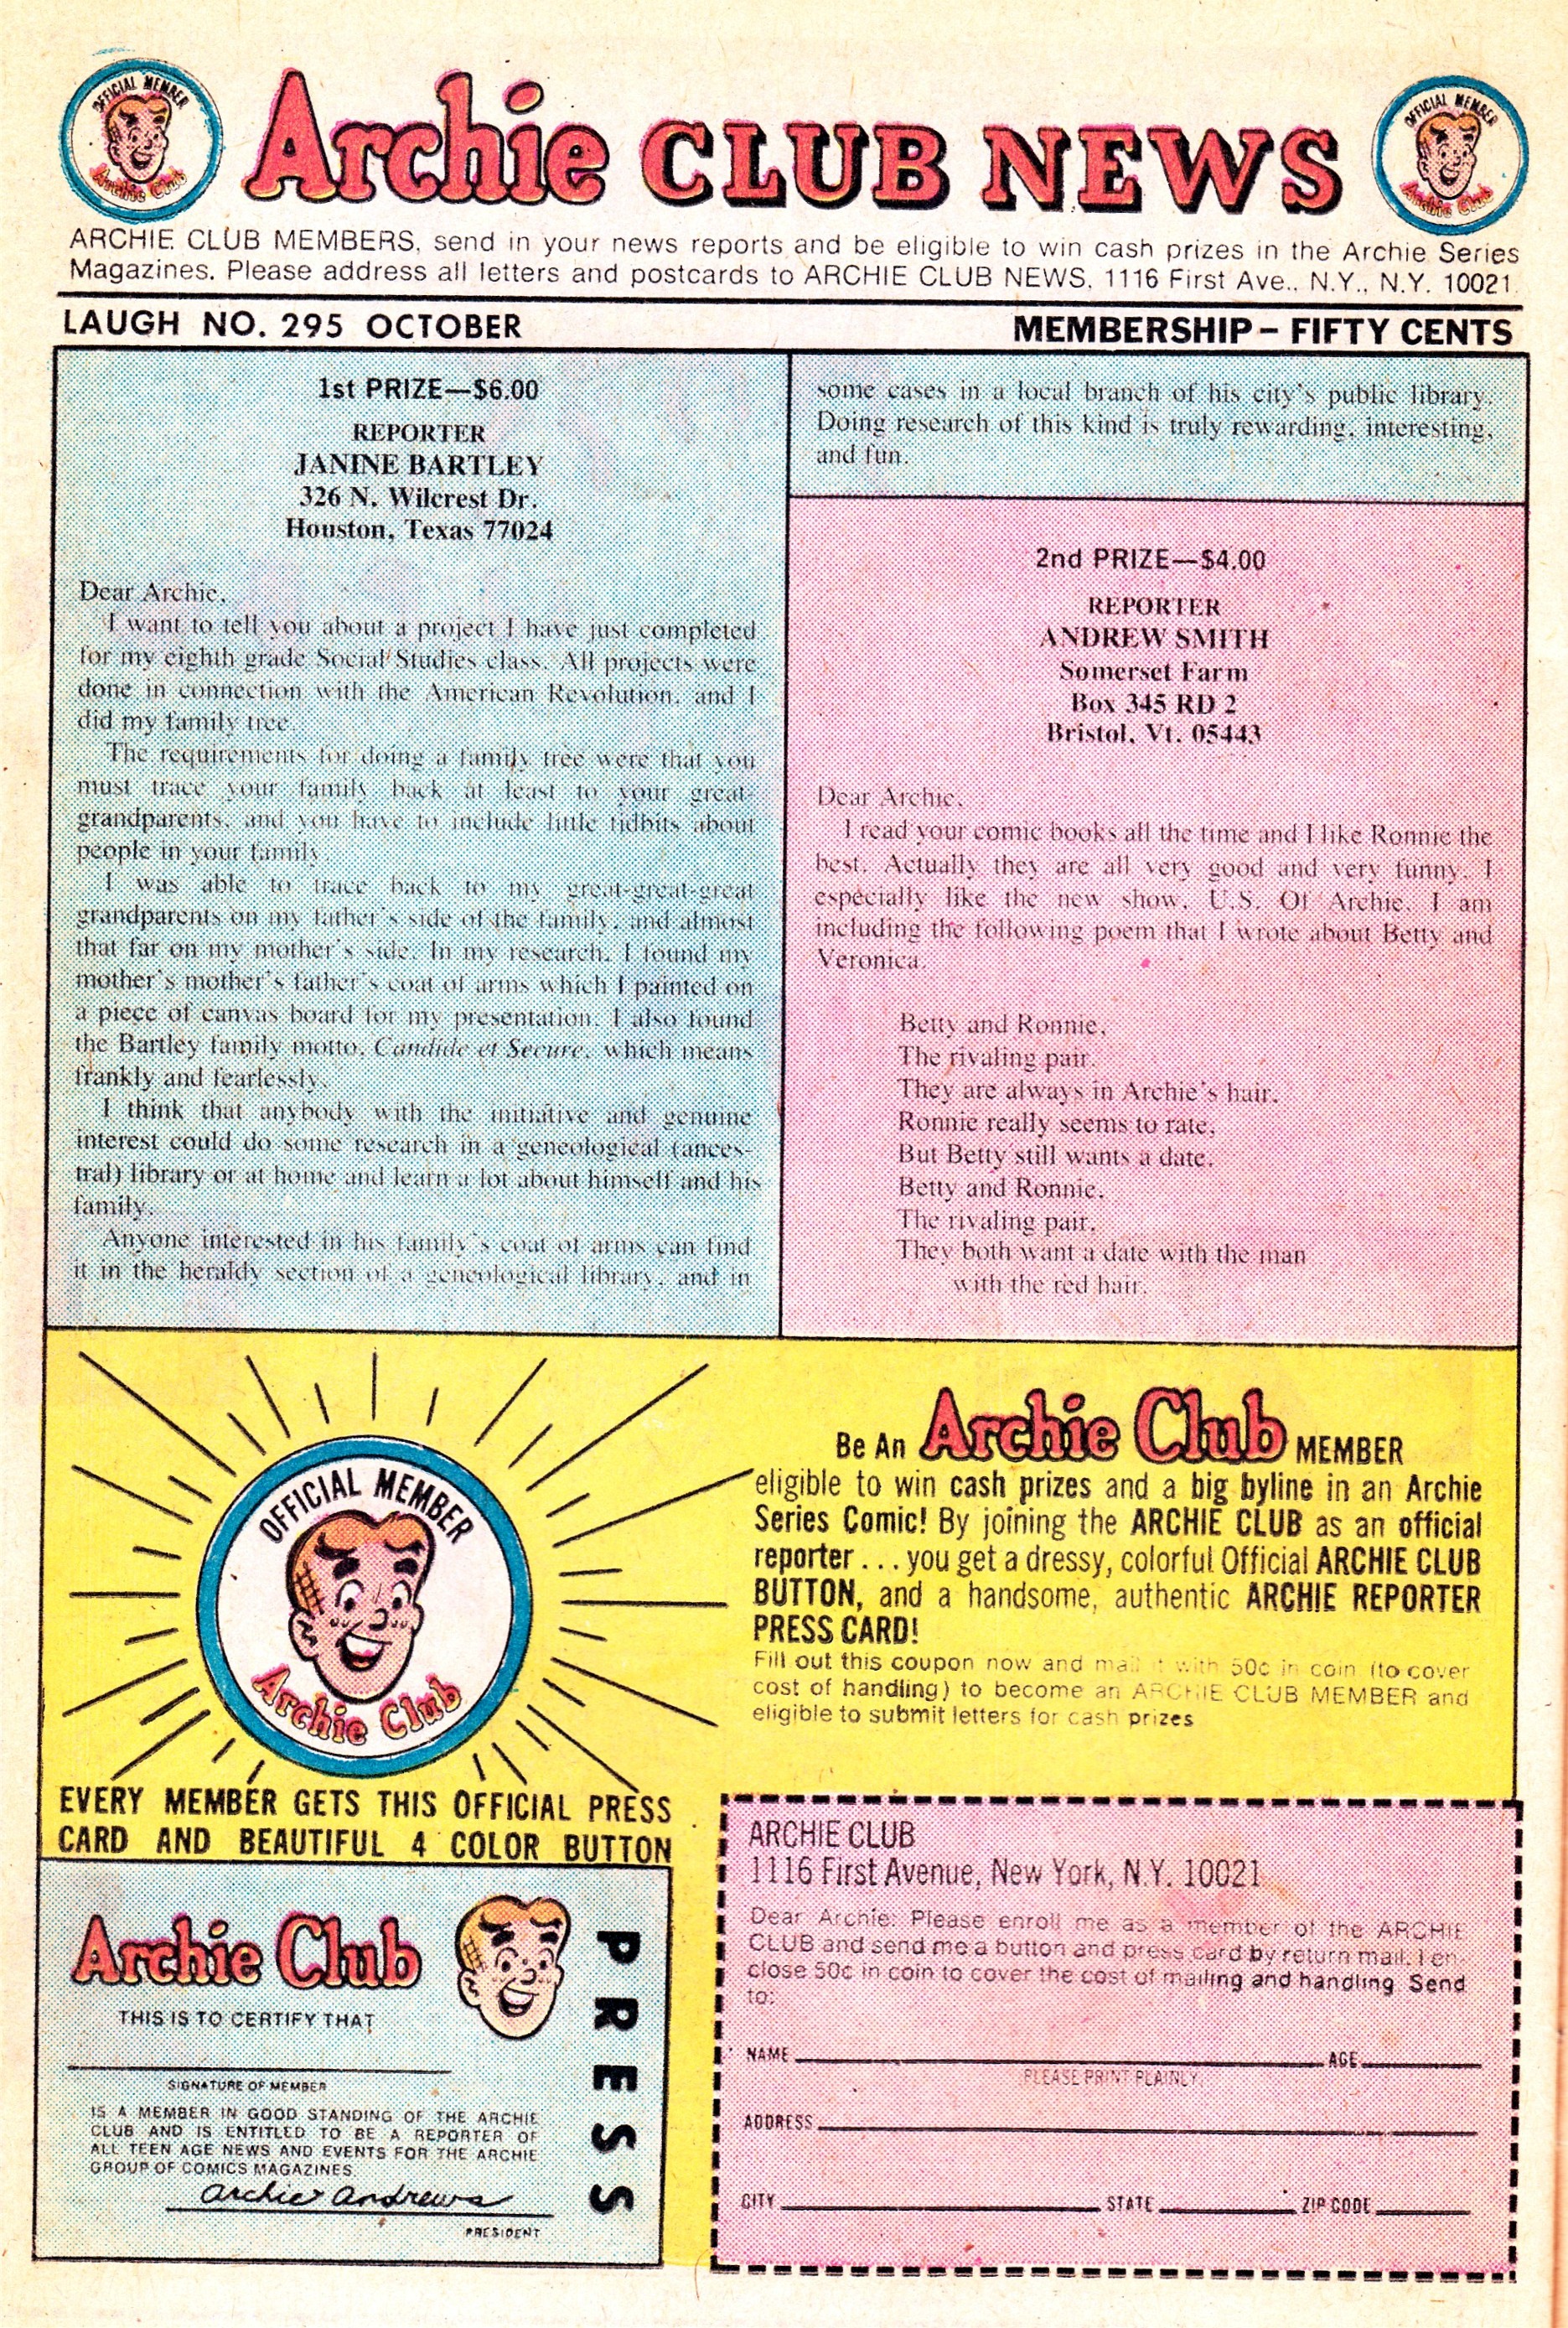 OFFICIAL MEMBER
Archie Club
Archie CLUB NEWS
OFFICIAL MEMBER
Archie Club
ARCHIE CLUB MEMBERS, send in your news reports and be eligible to win cash prizes in the Archie Series
Magazines. Please address all letters and postcards to ARCHIE CLUB NEWS, 1116 First Ave., N.Y., N.Y. 10021.
LAUGH NO. 295 OCTOBER
MEMBERSHIP – FIFTY CENTS
1st PRIZE—$6.00
REPORTER
JANINE BARTLEY
326 N. Wilcrest Dr.
Houston, Texas 77024
Dear Archie,
I want to tell you about a project I have just completed
for my eighth grade Social Studies class. All projects were
done in connection with the American Revolution, and I
did my family tree.
The requirements for doing a family tree were that you
must trace your family back at least to your great-
grandparents, and you have to include little tidbits about
people in your family.
I was able to trace back to my great-great-great
grandparents on my father's side of the family, and almost
that far on my mother's side. In my research, I found my
mother's mother's father's coat of arms which I painted on
a piece of canvas board for my presentation. I also found
the Bartley family motto, Candide et Secure, which means
frankly and fearlessly.
I think that anybody with the initiative and genuine
interest could do some research in a geneological (ances-
tral) library or at home and learn a lot about himself and his
family.
Anyone interested in his family's coat of arms can find
it in the heraldy section of a geneological library, and in
some cases in a local branch of his city's public library.
Doing research of this kind is truly rewarding, interesting,
and fun.
2nd PRIZE—$4.00
REPORTER
ANDREW SMITH
Somerset Farm
Box 345 RD 2
Bristol, Vt. 05443
Dear Archie,
I read your comic books all the time and I like Ronnie the
best. Actually they are all very good and very funny. I
especially like the new show, U.S. Of Archie. I am
including the following poem that I wrote about Betty and
Veronica.
Betty and Ronnie,
The rivaling pair.
They are always in Archie's hair.
Ronnie really seems to rate,
But Betty still wants a date.
Betty and Ronnie,
The rivaling pair,
They both want a date with the man
with the red hair.
OFFICIAL MEMBER
Archie Club
EVERY MEMBER GETS THIS OFFICIAL PRESS
CARD AND BEAUTIFUL 4 COLOR BUTTON
Be An Archie Club MEMBER
eligible to win cash prizes and a big byline in an Archie
Series Comic! By joining the ARCHIE CLUB as an official
reporter . . . you get a dressy, colorful Official ARCHIE CLUB
BUTTON, and a handsome, authentic ARCHIE REPORTER
PRESS CARD!
Fill out this coupon now and mail it with 50¢ in coin (to cover
cost of handling) to become an ARCHIE CLUB MEMBER and
eligible to submit letters for cash prizes
Archie Club
PRESS
THIS IS TO CERTIFY THAT
SIGNATURE OF MEMBER
IS A MEMBER IN GOOD STANDING OF THE ARCHIE
CLUB AND IS ENTITLED TO BE A REPORTER OF
ALL TEEN AGE NEWS AND EVENTS FOR THE ARCHIE
GROUP OF COMICS MAGAZINES.
Archie Andrews
PRESIDENT
ARCHIE CLUB
1116 First Avenue, New York, N.Y. 10021
Dear Archie: Please enroll me as a member of the ARCHIE
CLUB and send me a button and press card by return mail. I en-
close 50¢ in coin to cover the cost of mailing and handling. Send
to:
NAME AGE
PLEASE PRINT PLAINLY
ADDRESS
CITY STATE ZIP CODE